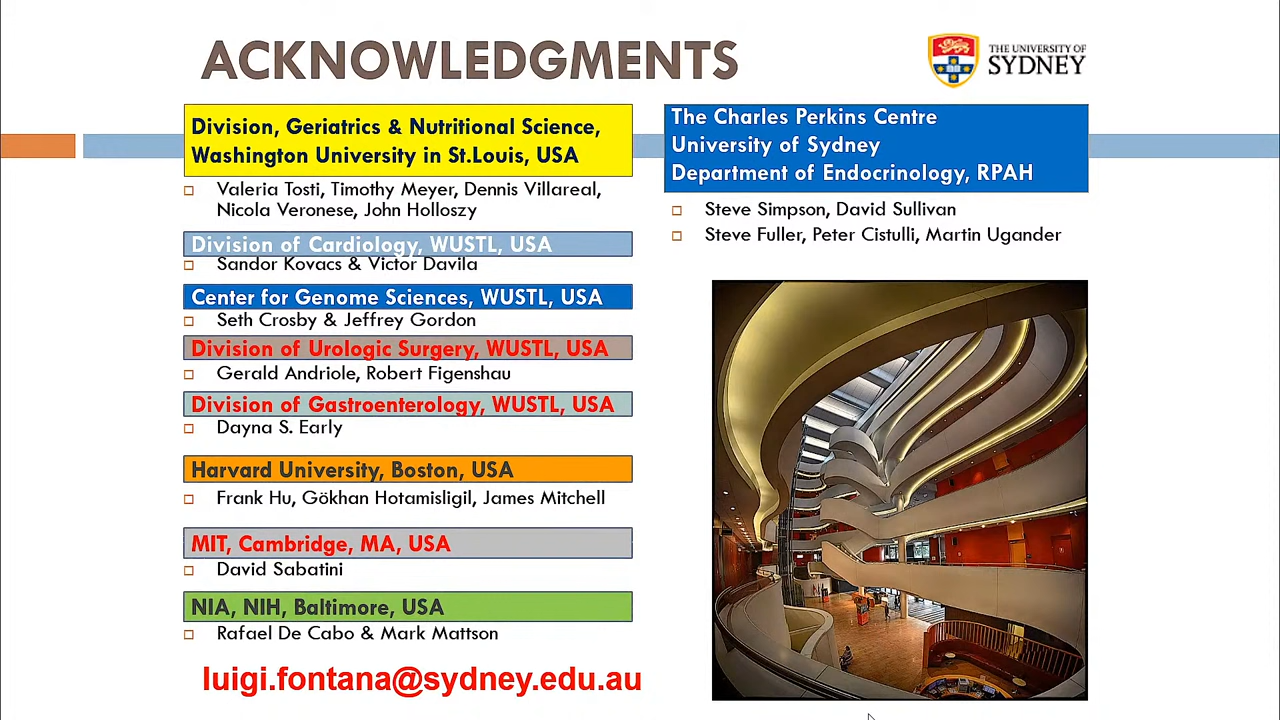 ACKNOWLEDGMENTS
THE UNIVERSITY OF
SYDNEY
Division, Geriatrics & Nutritional Science,
Washington University in St.Louis, USA
Valeria Tosti, Timothy Meyer, Dennis Villareal,
Nicola Veronese, John Holloszy
Division of Cardiology, WUSTL, USA
Sandor Kovacs & Victor Davila
Center for Genome Sciences, WUSTL, USA
Seth Crosby & Jeffrey Gordon
Division of Urologic Surgery, WUSTL, USA
Gerald Andriole, Robert Figenshau
Division of Gastroenterology, WUSTL, USA
Dayna S. Early
Harvard University, Boston, USA
Frank Hu, Gökhan Hotamisligil, James Mitchell
MIT, Cambridge, MA, USA
David Sabatini
NIA, NIH, Baltimore, USA
Rafael De Cabo & Mark Mattson
luigi.fontana@sydney.edu.au
The Charles Perkins Centre
University of Sydney
Department of Endocrinology, RPAH
Steve Simpson, David Sullivan
Steve Fuller, Peter Cistulli, Martin Ugander